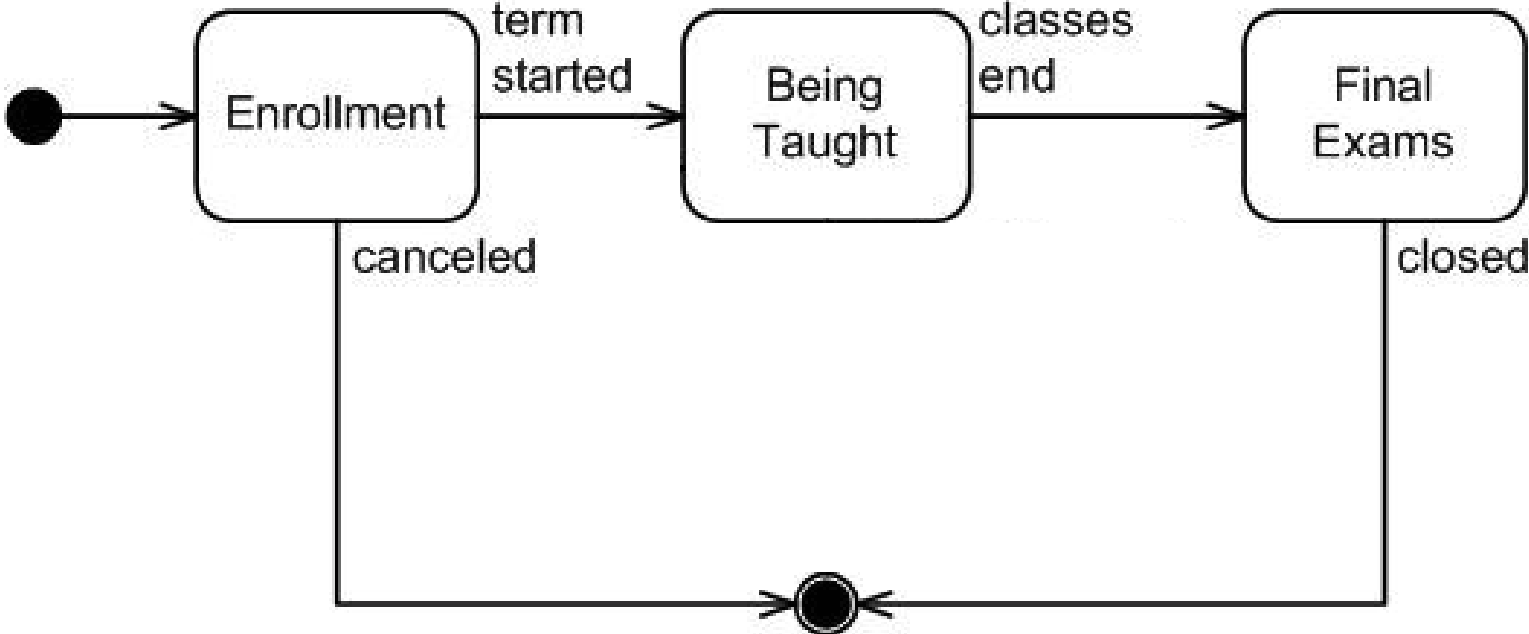 term
started
classes
end
Enrollment
Being
Taught
Final
Exams
canceled
closed